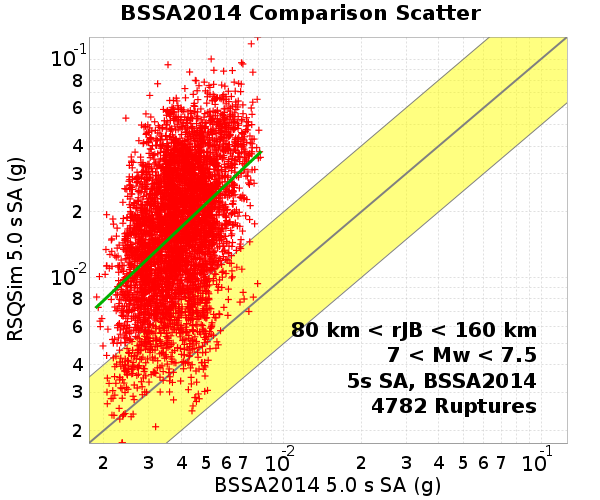 BSSA2014 Comparison Scatter
RSQSim 5.0 s SA (g)
10⁻¹
8
6
4
3
2
10⁻²
8
6
4
3
2
80 km < rJB < 160 km
7 < Mw < 7.5
5s SA, BSSA2014
4782 Ruptures
2 3 4 5 6 7 10⁻² 2 3 4 5 6 7 10⁻¹
BSSA2014 5.0 s SA (g)